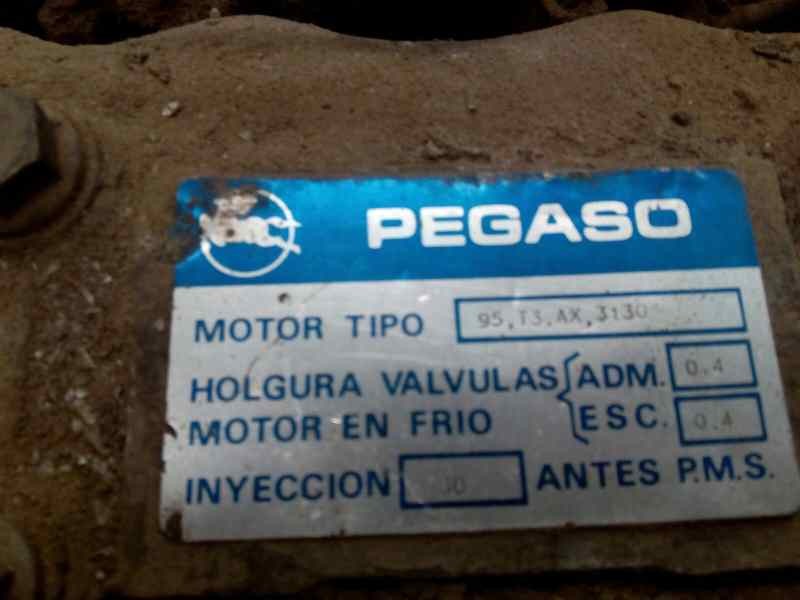 PEGASO
MOTOR TIPO 95,T3,AX,3130
HOLGURA VALVULAS ADM. 0.4
MOTOR EN FRIO ESC. 0.4
INYECCION ANTES P.M.S.